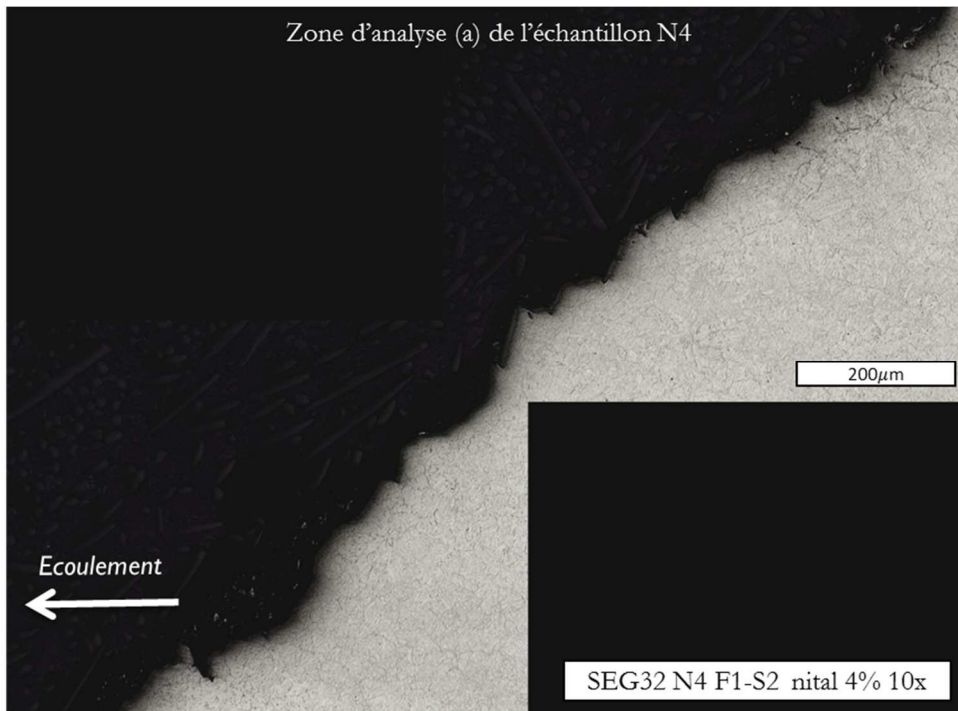 Zone d'analyse (a) de l'échantillon N4
200μm
Ecoulement
SEG32 N4 F1-S2 nital 4% 10x